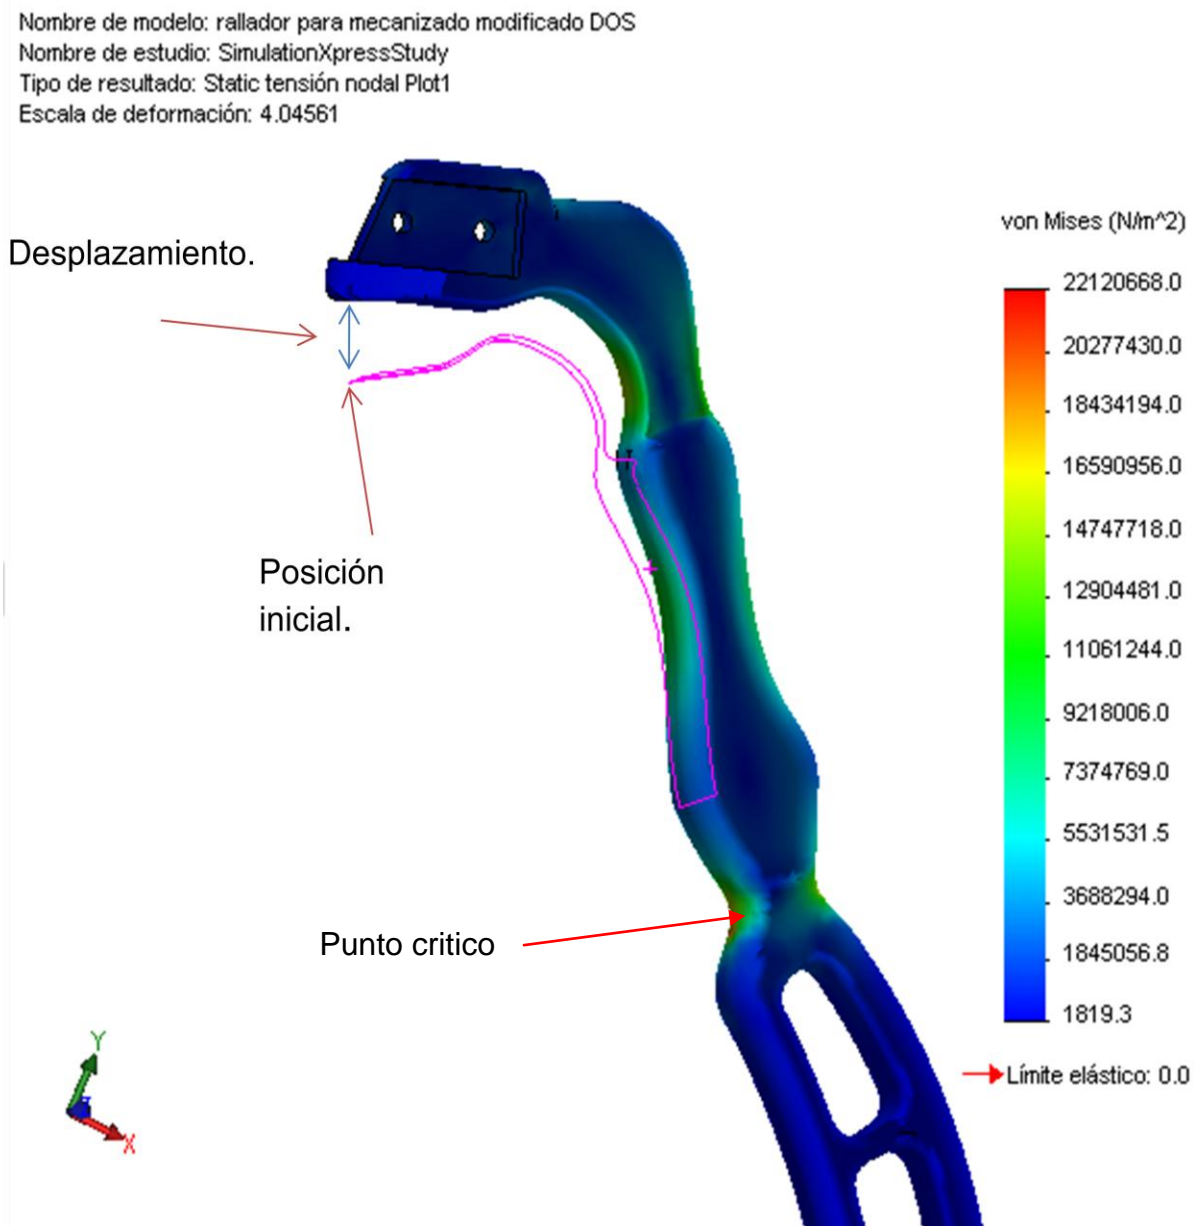 Nombre de modelo: rallador para mecanizado modificado DOS
Nombre de estudio: SimulationXpressStudy
Tipo de resultado: Static tensión nodal Plot1
Escala de deformación: 4.04561
Desplazamiento.
Posición
inicial.
Punto critico
von Mises (N/m^2)
22120668.0
20277430.0
18434194.0
16590956.0
14747718.0
12904481.0
11061244.0
9218006.0
7374769.0
5531531.5
3688294.0
1845056.8
1819.3
Límite elástico: 0.0
Y
Z
X